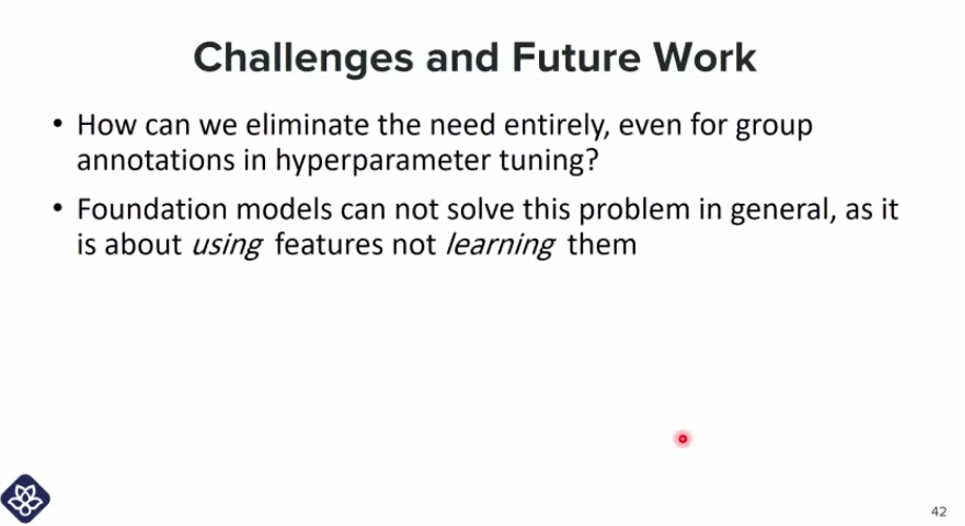 Challenges and Future Work
• How can we eliminate the need entirely, even for group
annotations in hyperparameter tuning?
• Foundation models can not solve this problem in general, as it
is about using features not learning them
42